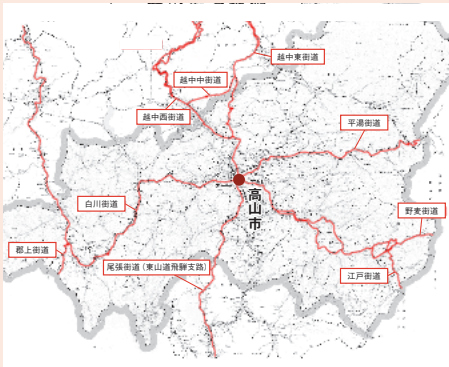 越中東街道
越中中街道
越中西街道
平湯街道
高山市
白川街道
野麦街道
郡上街道
尾張街道(東山道飛騨支路)
江戸街道